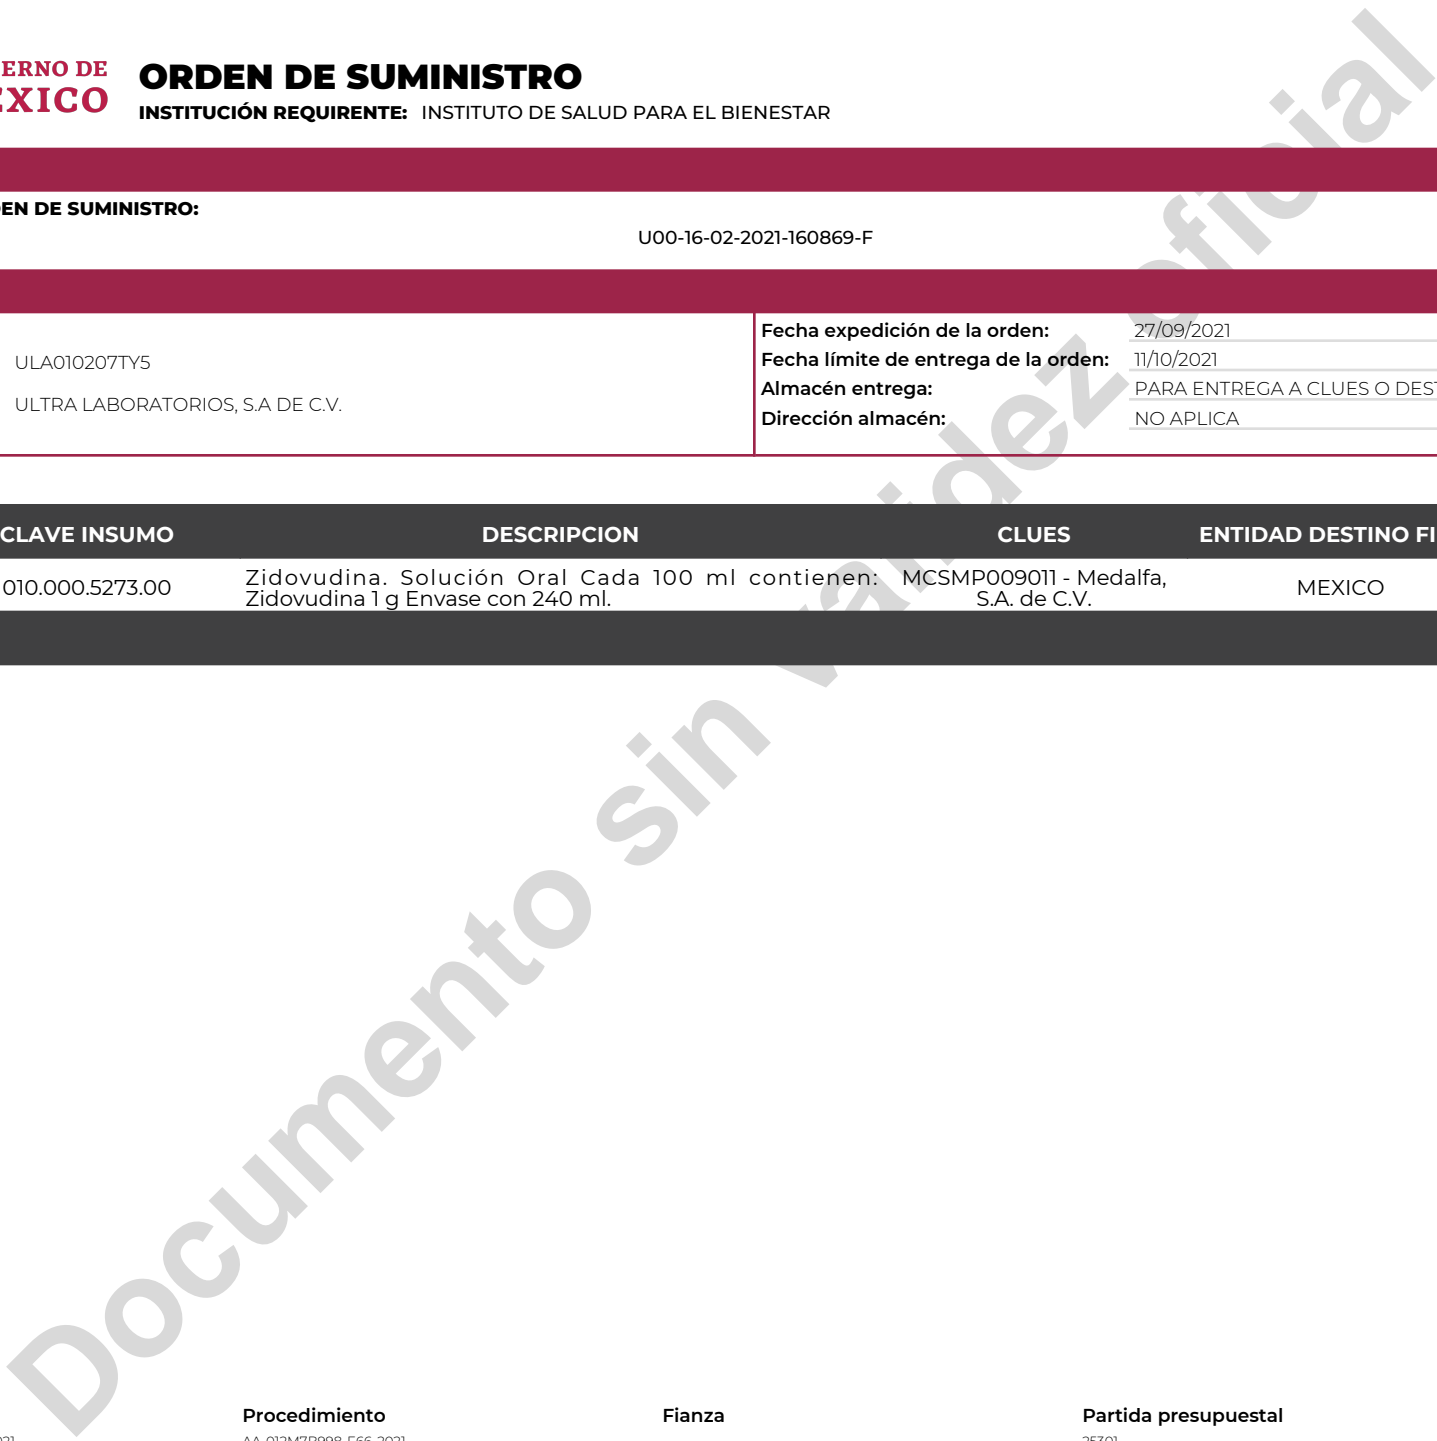 ERNO DE
EXICO
ORDEN DE SUMINISTRO
INSTITUCIÓN REQUIRENTE: INSTITUTO DE SALUD PARA EL BIENESTAR
EN DE SUMINISTRO:
U00-16-02-2021-160869-F
ULA010207TY5
ULTRA LABORATORIOS, S.A DE C.V.
Fecha expedición de la orden: 27/09/2021
Fecha límite de entrega de la orden: 11/10/2021
Almacén entrega: PARA ENTREGA A CLUES O DEST
Dirección almacén: NO APLICA
CLAVE INSUMO DESCRIPCION CLUES ENTIDAD DESTINO FI
010.000.5273.00 Zidovudina. Solución Oral Cada 100 ml contienen: Zidovudina 1 g Envase con 240 ml. MCSMP009011 - Medalfa, S.A. de C.V. MEXICO
Documento sin validez oficial
Procedimiento Fianza Partida presupuestal